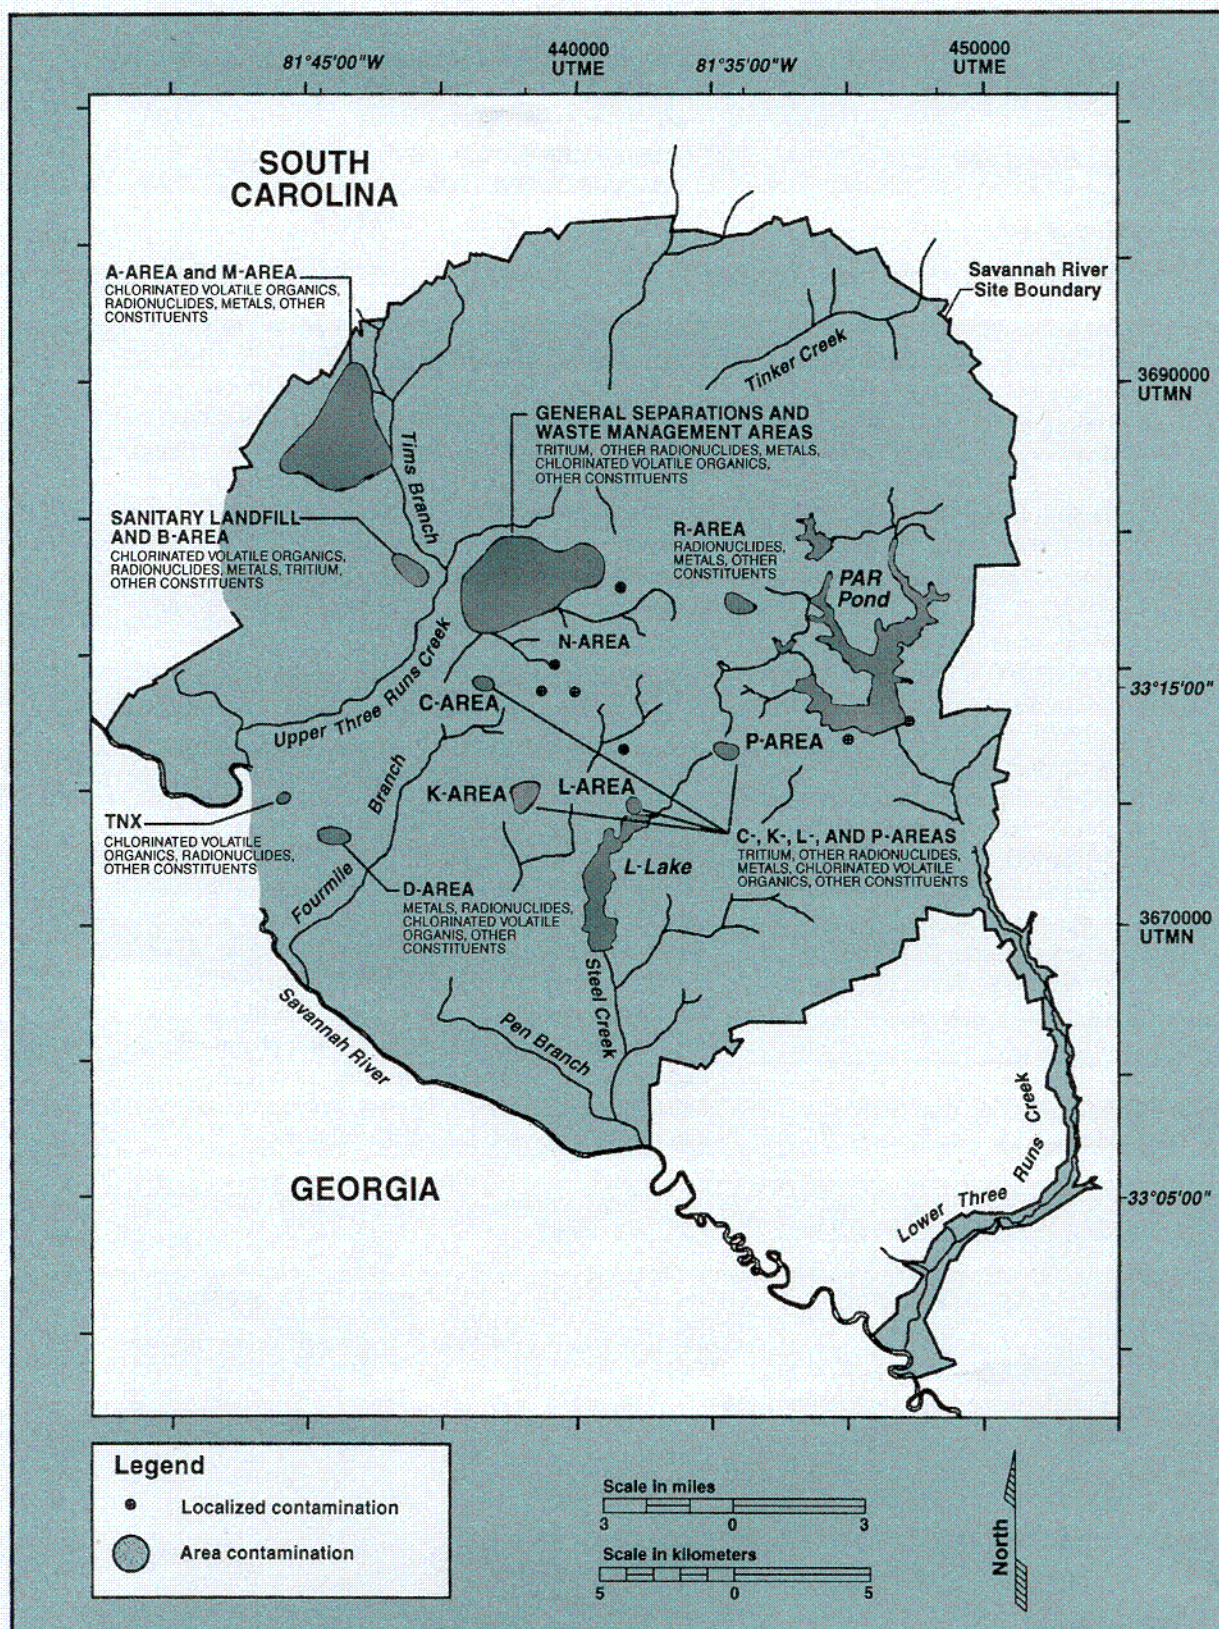 81°45'00"W
440000
UTME
81°35'00"W
450000
UTME
SOUTH
CAROLINA
A-AREA and M-AREA
CHLORINATED VOLATILE ORGANICS,
RADIONUCLIDES, METALS, OTHER
CONSTITUENTS
Savannah River
Site Boundary
Tinker Creek
3690000
UTMN
GENERAL SEPARATIONS AND
WASTE MANAGEMENT AREAS
TRITIUM, OTHER RADIONUCLIDES, METALS,
CHLORINATED VOLATILE ORGANICS,
OTHER CONSTITUENTS
Tims Branch
SANITARY LANDFILL
AND B-AREA
CHLORINATED VOLATILE ORGANICS,
RADIONUCLIDES, METALS, TRITIUM,
OTHER CONSTITUENTS
R-AREA
RADIONUCLIDES,
METALS, OTHER
CONSTITUENTS
PAR
Pond
N-AREA
33°15'00"
C-AREA
Upper Three Runs Creek
P-AREA
L-AREA
K-AREA
TNX
CHLORINATED VOLATILE
ORGANICS, RADIONUCLIDES,
OTHER CONSTITUENTS
C-, K-, L-, AND P-AREAS
TRITIUM, OTHER RADIONUCLIDES,
METALS, CHLORINATED VOLATILE
ORGANICS, OTHER CONSTITUENTS
L-Lake
Fourmile Branch
D-AREA
METALS, RADIONUCLIDES,
CHLORINATED VOLATILE
ORGANIS, OTHER
CONSTITUENTS
3670000
UTMN
Steel Creek
Savannah River
Pen Branch
GEORGIA
Lower Three Runs Creek
33°05'00"
Legend
Localized contamination
Area contamination
Scale in miles
3 0 3
Scale in kilometers
5 0 5
North